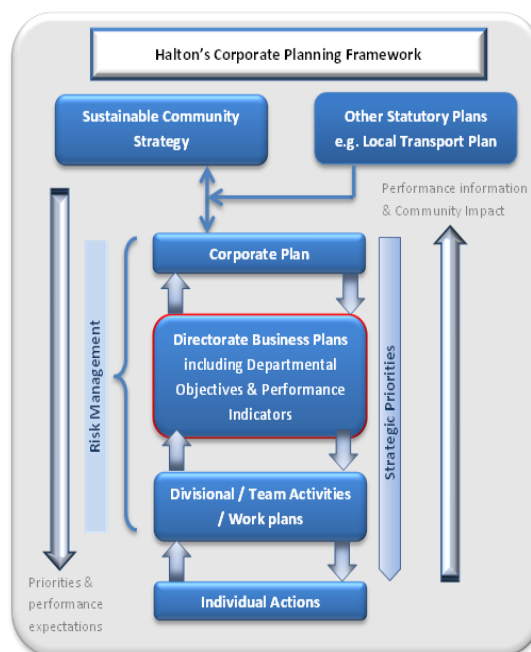 Halton's Corporate Planning Framework
Sustainable Community
Strategy
Other Statutory Plans
e.g. Local Transport Plan
Performance information
& Community Impact
Corporate Plan
Directorate Business Plans
including Departmental
Objectives & Performance
Indicators
Risk Management
Strategic Priorities
Divisional / Team Activities
/ Work plans
Priorities &
performance
expectations
Individual Actions